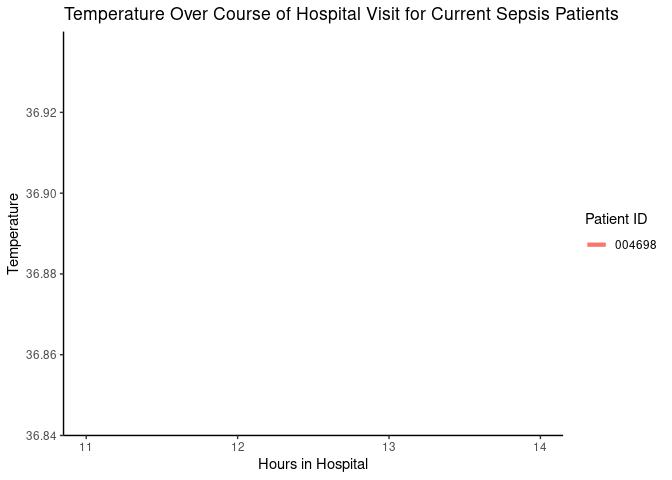 Temperature Over Course of Hospital Visit for Current Sepsis Patients
36.92
36.90
36.88
36.86
36.84
Temperature
11 12 13 14
Hours in Hospital
Patient ID
004698